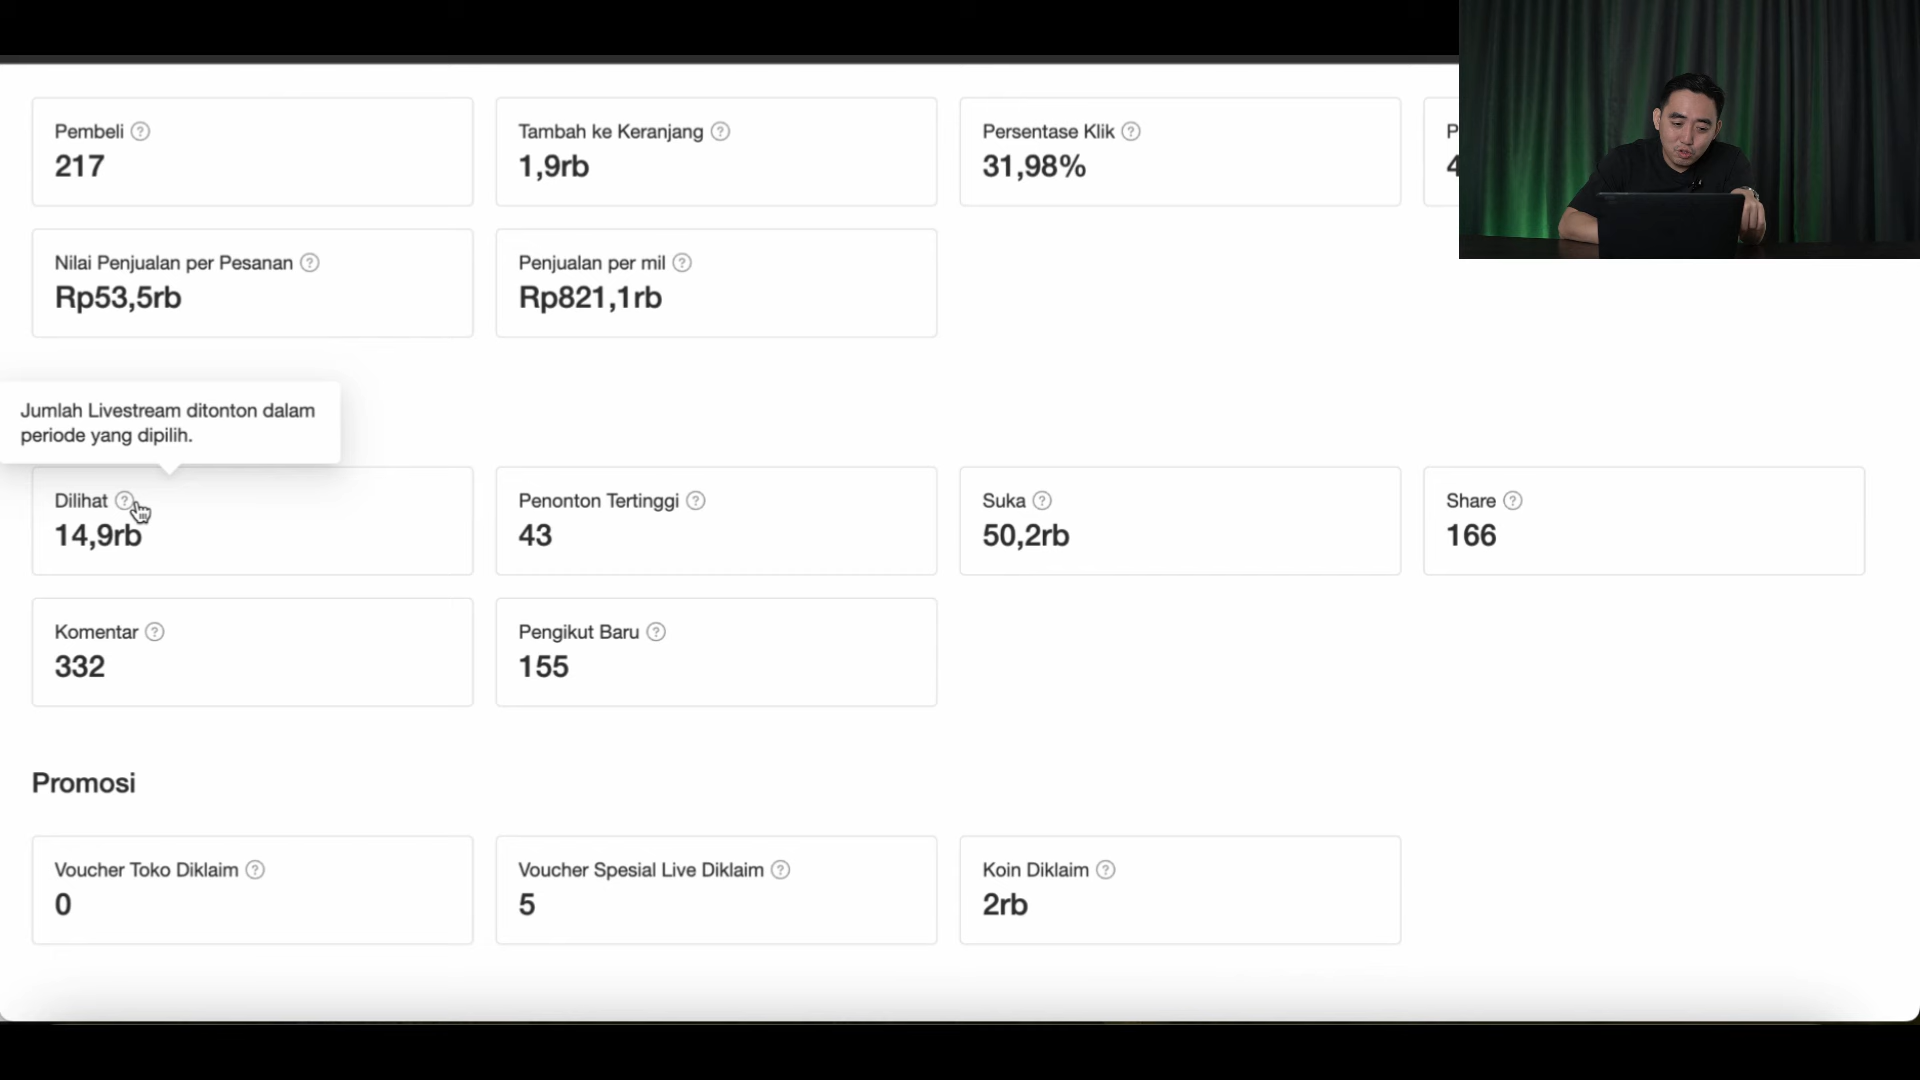 Pembeli
217
Tambah ke Keranjang
1,9rb
Persentase Klik
31,98%
P
4
Nilai Penjualan per Pesanan
Rp53,5rb
Penjualan per mil
Rp821,1rb
Jumlah Livestream ditonton dalam
periode yang dipilih.
Dilihat
14,9rb
Penonton Tertinggi
43
Suka
50,2rb
Share
166
Komentar
332
Pengikut Baru
155
Promosi
Voucher Toko Diklaim
0
Voucher Spesial Live Diklaim
5
Koin Diklaim
2rb